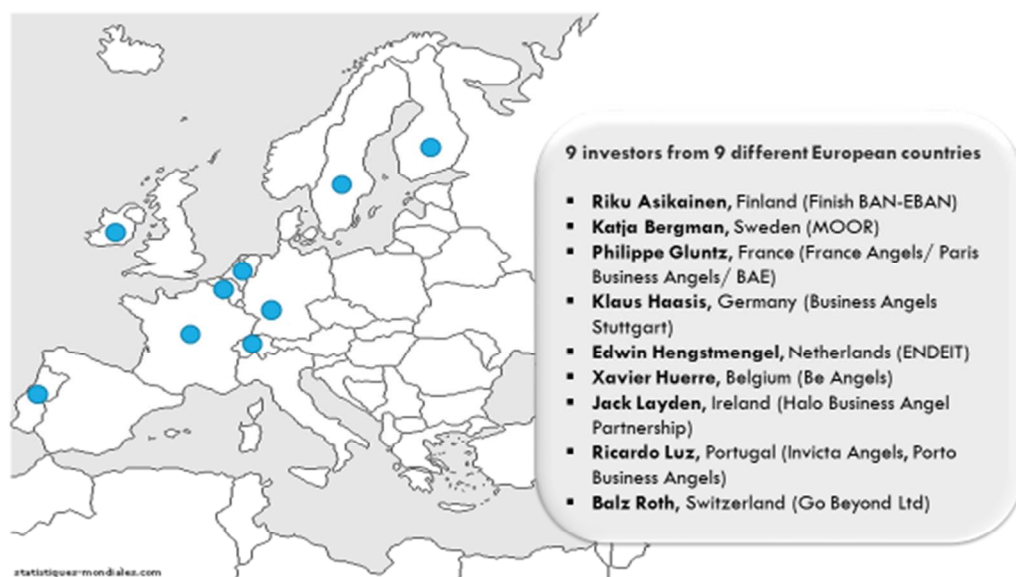 9 investors from 9 different European countries
▪ Riku Asikainen, Finland (Finish BAN-EBAN)
▪ Katja Bergman, Sweden (MOOR)
▪ Philippe Gluntz, France (France Angels/ Paris
Business Angels/ BAE)
▪ Klaus Haasis, Germany (Business Angels
Stuttgart)
▪ Edwin Hengstmengel, Netherlands (ENDEIT)
▪ Xavier Huerre, Belgium (Be Angels)
▪ Jack Layden, Ireland (Halo Business Angel
Partnership)
▪ Ricardo Luz, Portugal (Invicta Angels, Porto
Business Angels)
▪ Balz Roth, Switzerland (Go Beyond Ltd)
statistiques-mondiales.com